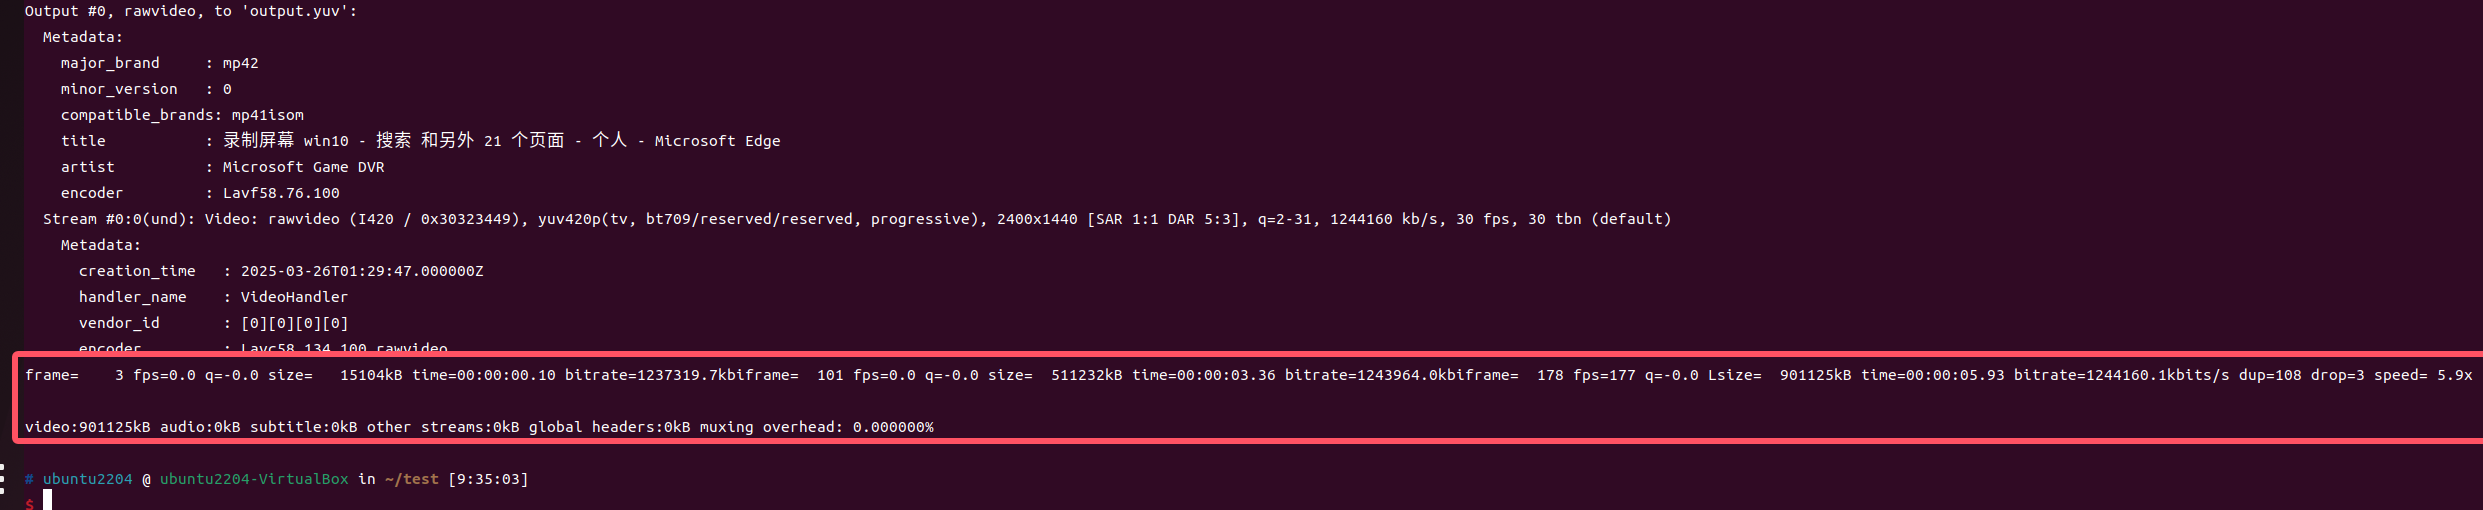 Output #0, rawvideo, to 'output.yuv':
  Metadata:
    major_brand     : mp42
    minor_version   : 0
    compatible_brands: mp41isom
    title           : 录制屏幕 win10 - 搜索 和另外 21 个页面 - 个人 - Microsoft Edge
    artist          : Microsoft Game DVR
    encoder         : Lavf58.76.100
  Stream #0:0(und): Video: rawvideo (I420 / 0x30323449), yuv420p(tv, bt709/reserved/reserved, progressive), 2400x1440 [SAR 1:1 DAR 5:3], q=2-31, 1244160 kb/s, 30 fps, 30 tbn (default)
    Metadata:
      creation_time   : 2025-03-26T01:29:47.000000Z
      handler_name    : VideoHandler
      vendor_id       : [0][0][0][0]
      encoder         : Lavc58.134.100 rawvideo
frame=    3 fps=0.0 q=-0.0 size=   15104kB time=00:00:00.10 bitrate=1237319.7kbiframe=  101 fps=0.0 q=-0.0 size=  511232kB time=00:00:03.36 bitrate=1243964.0kbiframe=  178 fps=177 q=-0.0 Lsize=  901125kB time=00:00:05.93 bitrate=1244160.1kbits/s dup=108 drop=3 speed= 5.9x
video:901125kB audio:0kB subtitle:0kB other streams:0kB global headers:0kB muxing overhead: 0.000000%
# ubuntu2204 @ ubuntu2204-VirtualBox in ~/test [9:35:03]
$